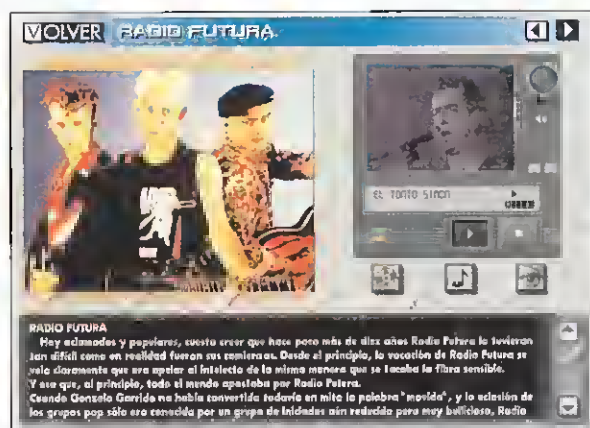 VOLVER RADIO FUTURA
EL TONTO SIMON
RADIO FUTURA
Hoy aclamados y populares, cuesta creer que hace poco más de diez años Radio Futura lo tuvieran
tan difícil como en realidad fueron sus comienzos. Desde el principio, la vocación de Radio Futura se
veía claramente que era apelar al intelecto de la misma manera que se tocaba la fibra sensible.
Y eso que, al principio, todo el mundo apostaba por Radio Futura.
Cuando Gonzalo Garrido no había convertido todavía en mito la palabra "movida", y la eclosión de
los grupos pop sólo era conocida por un grupo de iniciados aún reducido pero muy bullicioso, Radio